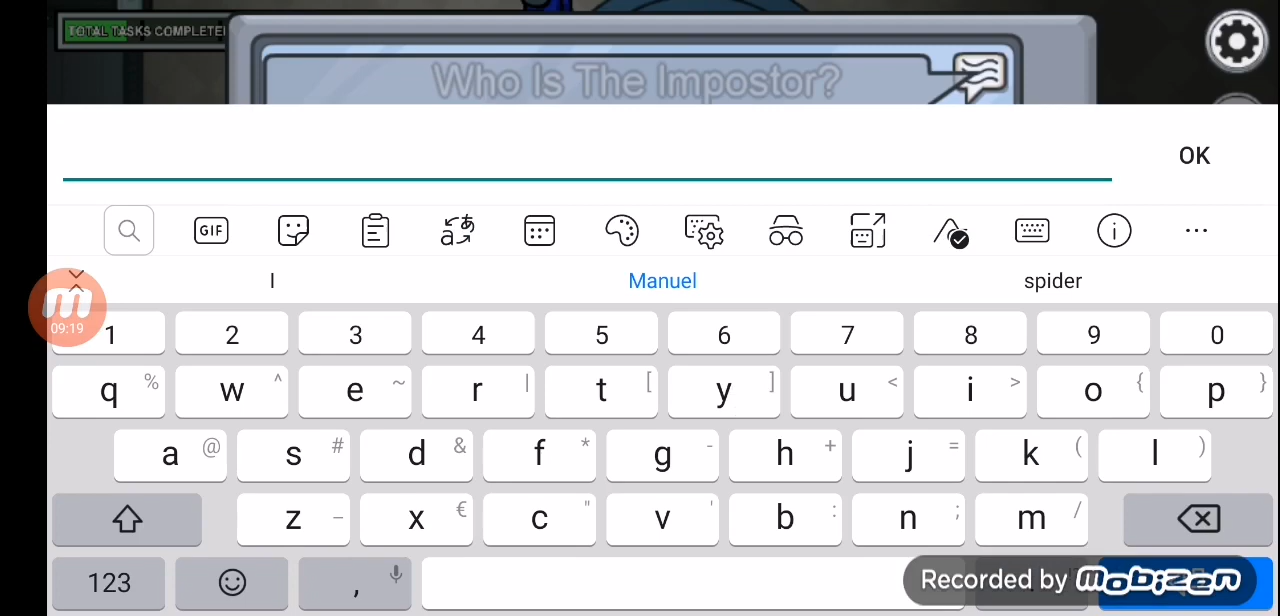 TOTAL TASKS COMPLETE
Who Is The Impostor?
OK
GIF
I Manuel spider
09:19
1 2 3 4 5 6 7 8 9 0
q % w ^ e ~ r | t [ y ] u < i > o { p }
a @ s # d & f * g - h + j = k ( l )
z _ x € c " v ' b : n ; m /
123 ,
Recorded by mobizen